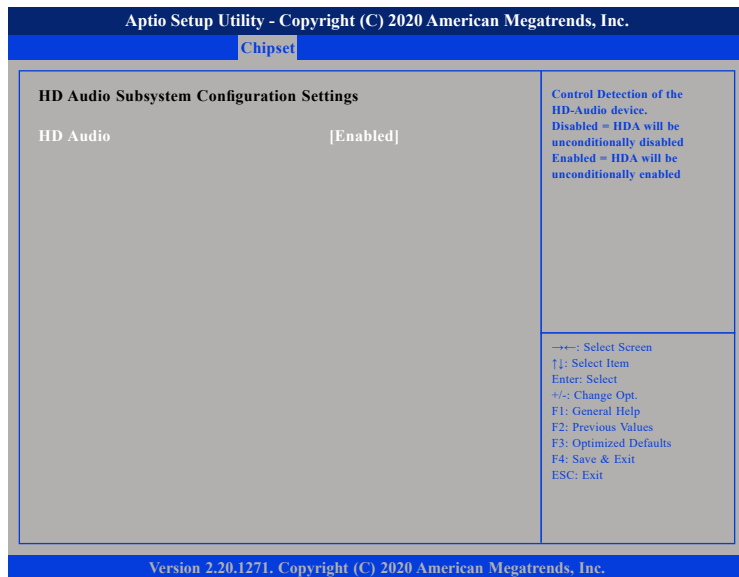 Aptio Setup Utility - Copyright (C) 2020 American Megatrends, Inc.
Chipset
HD Audio Subsystem Configuration Settings
HD Audio [Enabled]
Control Detection of the
HD-Audio device.
Disabled = HDA will be
unconditionally disabled
Enabled = HDA will be
unconditionally enabled
→←: Select Screen
↑↓: Select Item
Enter: Select
+/-: Change Opt.
F1: General Help
F2: Previous Values
F3: Optimized Defaults
F4: Save & Exit
ESC: Exit
Version 2.20.1271. Copyright (C) 2020 American Megatrends, Inc.